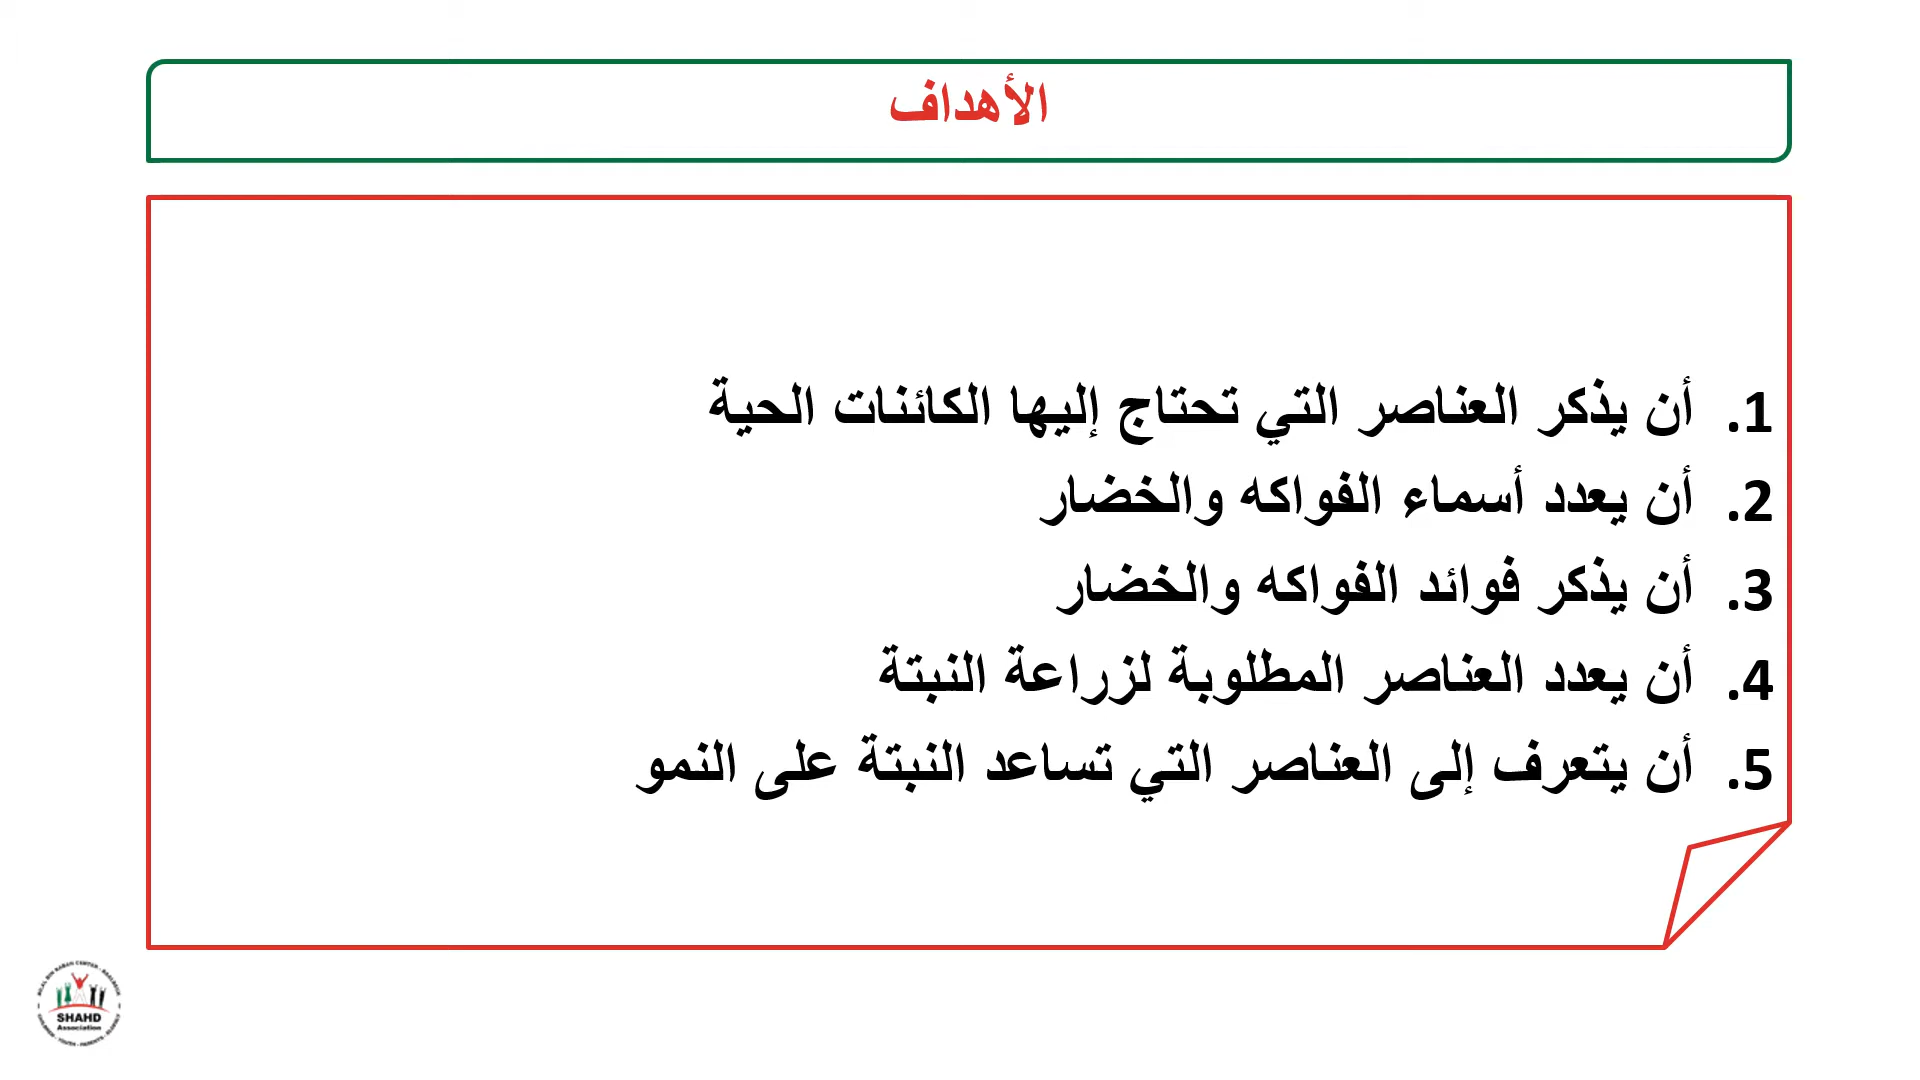 الأهداف
1. أن يذكر العناصر التي تحتاج إليها الكائنات الحية
2. أن يعدد أسماء الفواكه والخضار
3. أن يذكر فوائد الفواكه والخضار
4. أن يعدد العناصر المطلوبة لزراعة النبتة
5. أن يتعرف إلى العناصر التي تساعد النبتة على النمو
SHAHD
Association